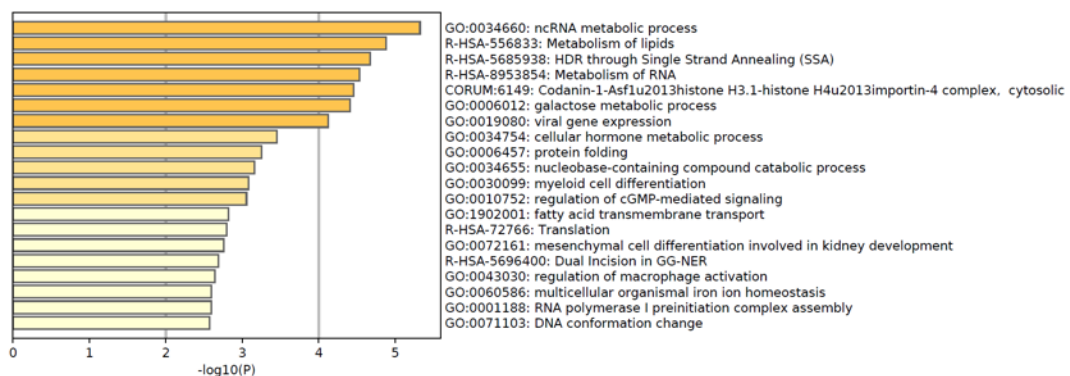 GO:0034660: ncRNA metabolic process
R-HSA-556833: Metabolism of lipids
R-HSA-5685938: HDR through Single Strand Annealing (SSA)
R-HSA-8953854: Metabolism of RNA
CORUM:6149: Codanin-1-Asf1u2013histone H3.1-histone H4u2013importin-4 complex, cytosolic
GO:0006012: galactose metabolic process
GO:0019080: viral gene expression
GO:0034754: cellular hormone metabolic process
GO:0006457: protein folding
GO:0034655: nucleobase-containing compound catabolic process
GO:0030099: myeloid cell differentiation
GO:0010752: regulation of cGMP-mediated signaling
GO:1902001: fatty acid transmembrane transport
R-HSA-72766: Translation
GO:0072161: mesenchymal cell differentiation involved in kidney development
R-HSA-5696400: Dual Incision in GG-NER
GO:0043030: regulation of macrophage activation
GO:0060586: multicellular organismal iron ion homeostasis
GO:0001188: RNA polymerase I preinitiation complex assembly
GO:0071103: DNA conformation change
0 1 2 3 4 5
-log10(P)